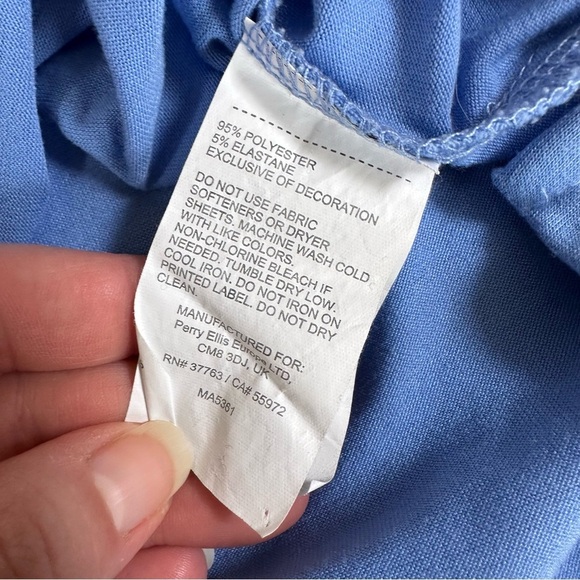 95% POLYESTER
5% ELASTANE
EXCLUSIVE OF DECORATION
DO NOT USE FABRIC
SOFTENERS OR DRYER
SHEETS. MACHINE WASH COLD
WITH LIKE COLORS.
NON-CHLORINE BLEACH IF
NEEDED. TUMBLE DRY LOW.
COOL IRON. DO NOT IRON ON
PRINTED LABEL. DO NOT DRY
CLEAN.
MANUFACTURED FOR:
Perry Ellis Europe LTD,
CM8 3DJ, UK
RN# 37763 / CA# 55972
MA5361